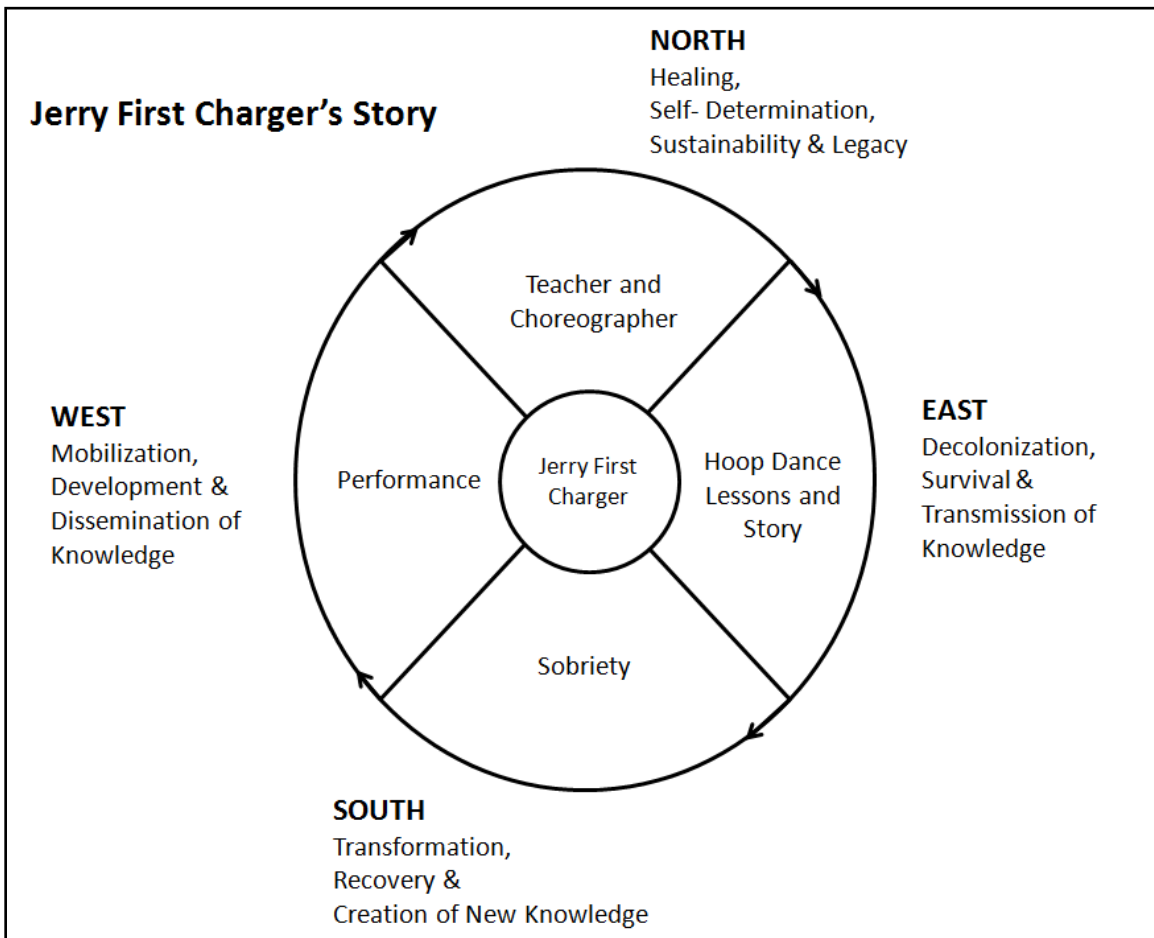 Jerry First Charger's Story
NORTH
Healing,
Self- Determination,
Sustainability & Legacy
Teacher and
Choreographer
WEST
Mobilization,
Development &
Dissemination of
Knowledge
Performance
Jerry First
Charger
Hoop Dance
Lessons and
Story
EAST
Decolonization,
Survival &
Transmission of
Knowledge
Sobriety
SOUTH
Transformation,
Recovery &
Creation of New Knowledge